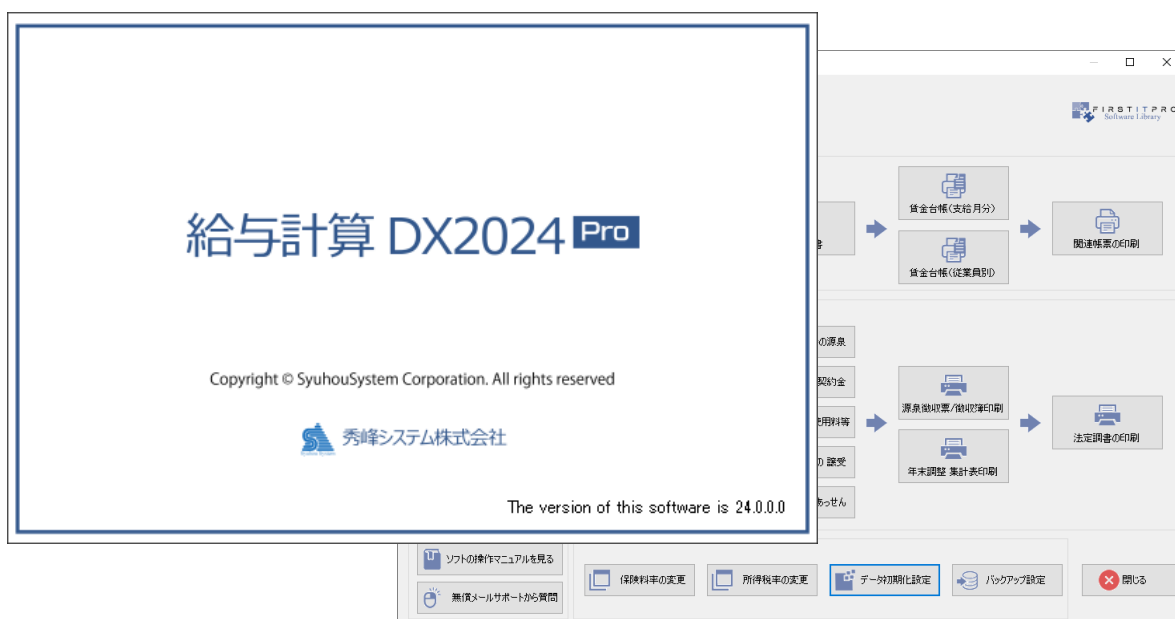 給与計算 DX2024 Pro
Copyright © SyuhouSystem Corporation. All rights reserved
秀峰システム株式会社
The version of this software is 24.0.0.0
FIRSTITPRO
Software Library
賃金台帳(支給月分)
賃金台帳(従業員別)
関連帳票の印刷
の源泉
契約金
使用料等
の 譲受
あっせん
源泉徴収票/徴収簿印刷
年末調整 集計表印刷
法定調書の印刷
ソフトの操作マニュアルを見る
無償メールサポートから質問
保険料率の変更
所得税率の変更
データ初期化設定
バックアップ設定
閉じる